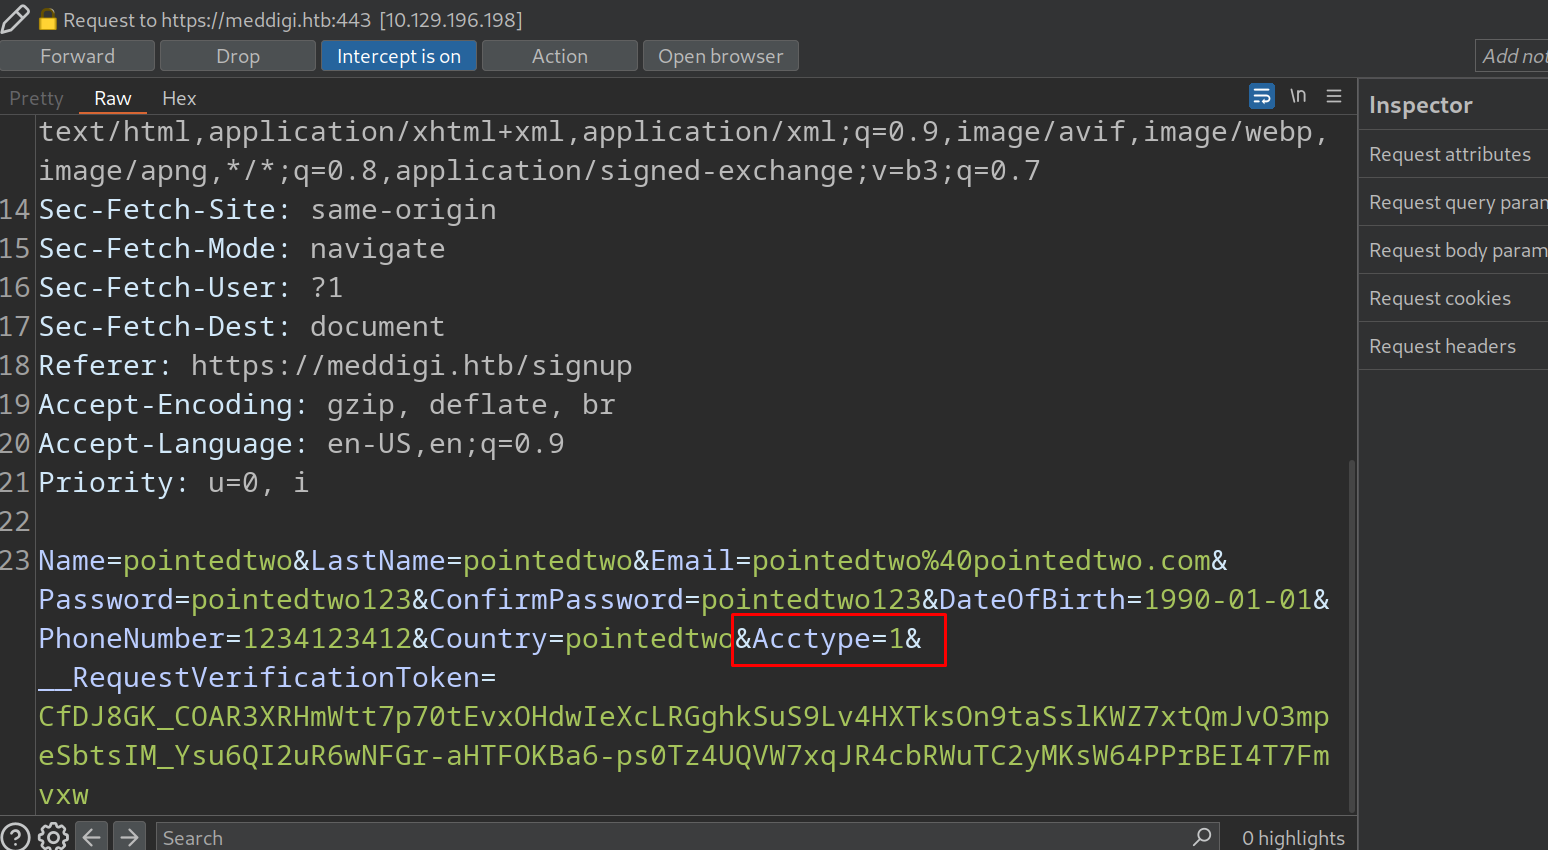 Request to https://meddigi.htb:443 [10.129.196.198]
Forward Drop Intercept is on Action Open browser Add not
Pretty Raw Hex \n
Inspector
text/html,application/xhtml+xml,application/xml;q=0.9,image/avif,image/webp,
image/apng,*/*;q=0.8,application/signed-exchange;v=b3;q=0.7
14 Sec-Fetch-Site: same-origin
15 Sec-Fetch-Mode: navigate
16 Sec-Fetch-User: ?1
17 Sec-Fetch-Dest: document
18 Referer: https://meddigi.htb/signup
19 Accept-Encoding: gzip, deflate, br
20 Accept-Language: en-US,en;q=0.9
21 Priority: u=0, i
22
23 Name=pointedtwo&LastName=pointedtwo&Email=pointedtwo%40pointedtwo.com&
Password=pointedtwo123&ConfirmPassword=pointedtwo123&DateOfBirth=1990-01-01&
PhoneNumber=1234123412&Country=pointedtwo&Acctype=1&
__RequestVerificationToken=
CfDJ8GK_COAR3XRHmWtt7p70tEvxOHdwIeXcLRGghkSuS9Lv4HXTksOn9taSslKWZ7xtQmJvO3mp
eSbtsIM_Ysu6QI2uR6wNFGr-aHTFOKBa6-ps0Tz4UQVW7xqJR4cbRWuTC2yMKsW64PPrBEI4T7Fm
vxw
Request attributes
Request query param
Request body param
Request cookies
Request headers
Search
0 highlights